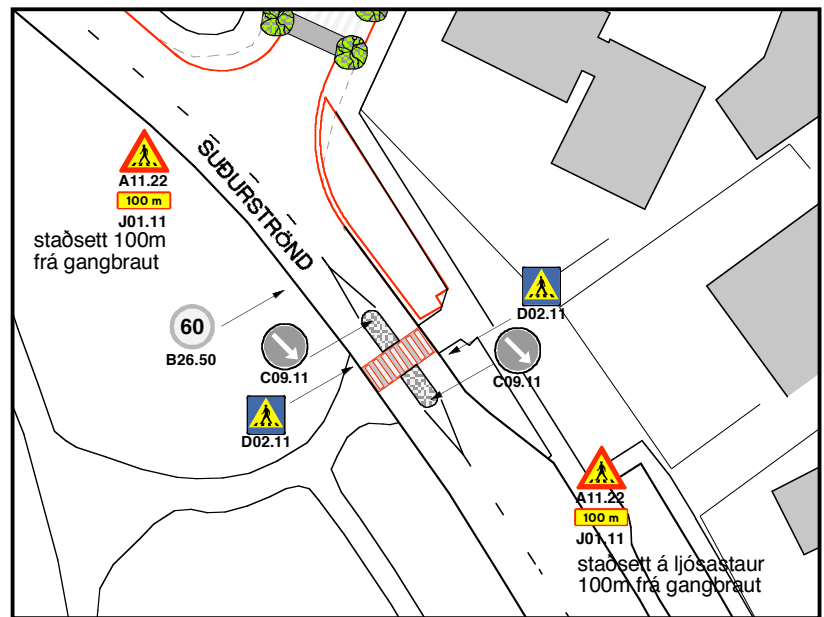 SUÐURSTRÖND
A11.22
100 m
J01.11
staðsett 100m
frá gangbraut
60
B26.50
C09.11
D02.11
D02.11
C09.11
A11.22
100 m
J01.11
staðsett á ljósastaur
100m frá gangbraut